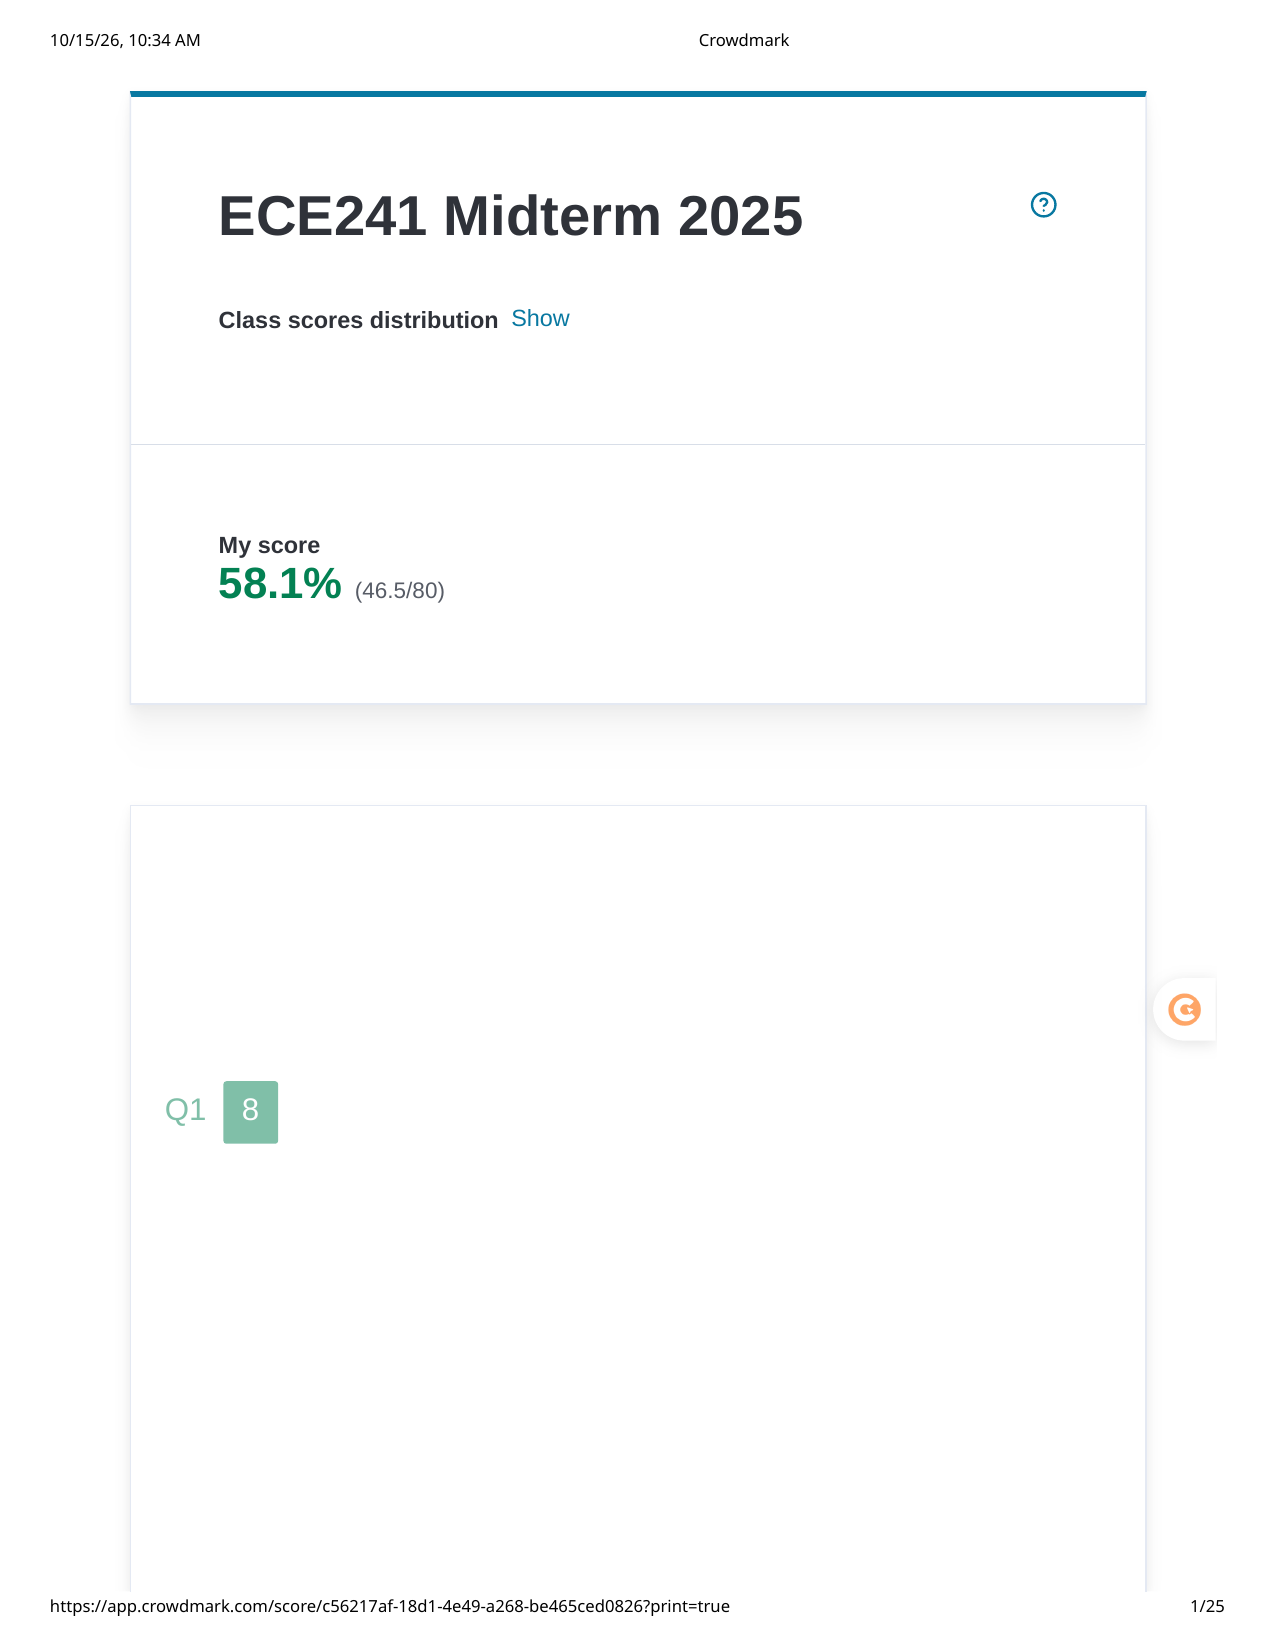 10/15/26, 10:34 AM
Crowdmark
ECE241 Midterm 2025
Class scores distribution Show
My score
58.1% (46.5/80)
Q1 8
https://app.crowdmark.com/score/c56217af-18d1-4e49-a268-be465ced0826?print=true
1/25